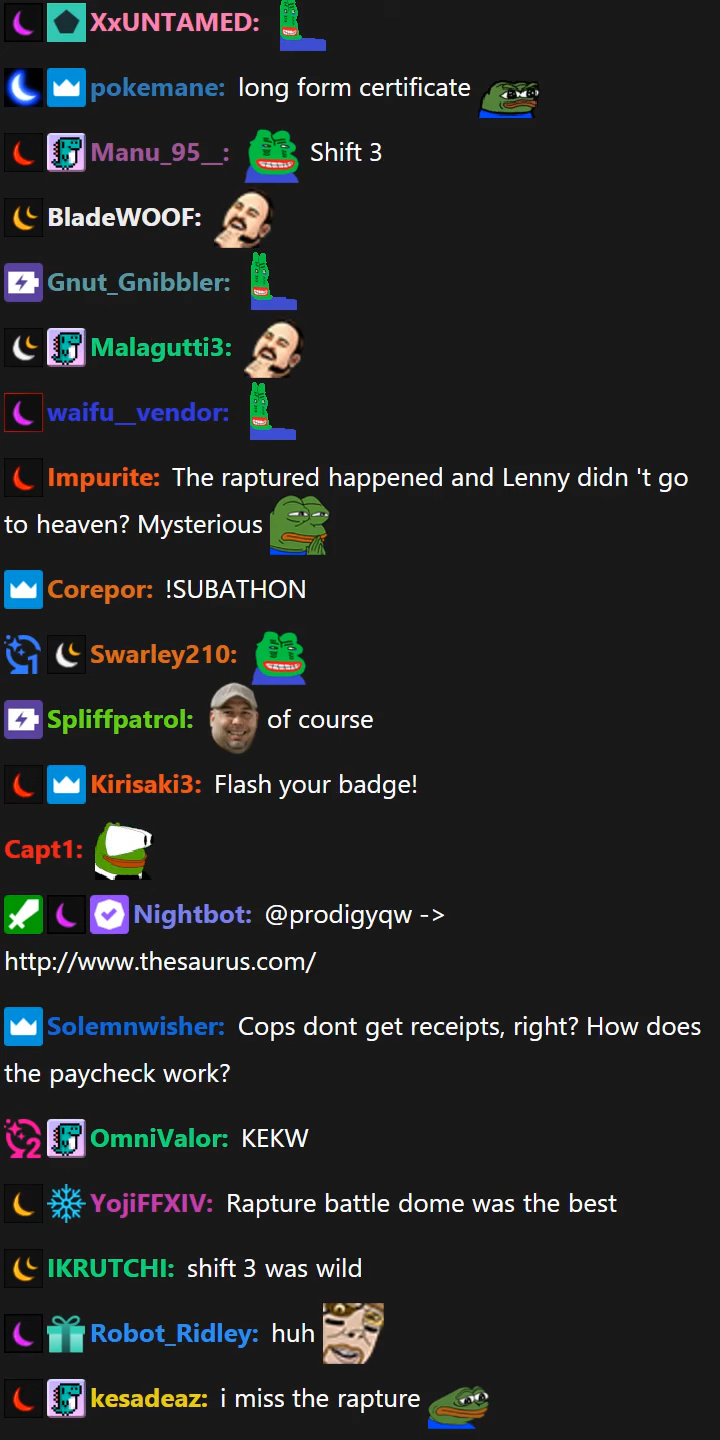 XxUNTAMED:
pokemane: long form certificate
Manu_95__: Shift 3
BladeWOOF:
Gnut_Gnibbler:
Malagutti3:
waifu__vendor:
Impurite: The raptured happened and Lenny didn 't go
to heaven? Mysterious
Corepor: !SUBATHON
1 Swarley210:
Spliffpatrol: of course
Kirisaki3: Flash your badge!
Capt1:
Nightbot: @prodigyqw ->
http://www.thesaurus.com/
Solemnwisher: Cops dont get receipts, right? How does
the paycheck work?
2 OmniValor: KEKW
YojiFFXIV: Rapture battle dome was the best
IKRUTCHI: shift 3 was wild
Robot_Ridley: huh
kesadeaz: i miss the rapture